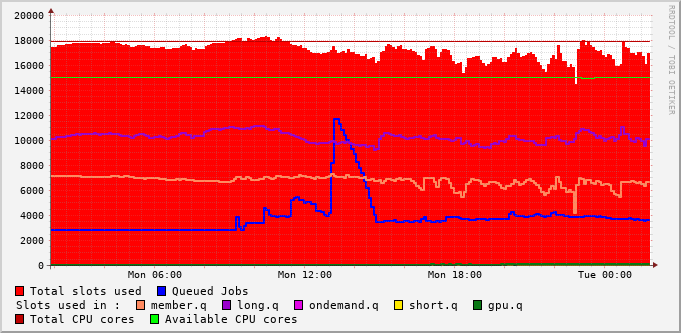 RRDTOOL / TOBI OETIKER
20000
18000
16000
14000
12000
10000
8000
6000
4000
2000
0
Mon 06:00 Mon 12:00 Mon 18:00 Tue 00:00
Total slots used Queued Jobs
Slots used in : member.q long.q ondemand.q short.q gpu.q
Total CPU cores Available CPU cores